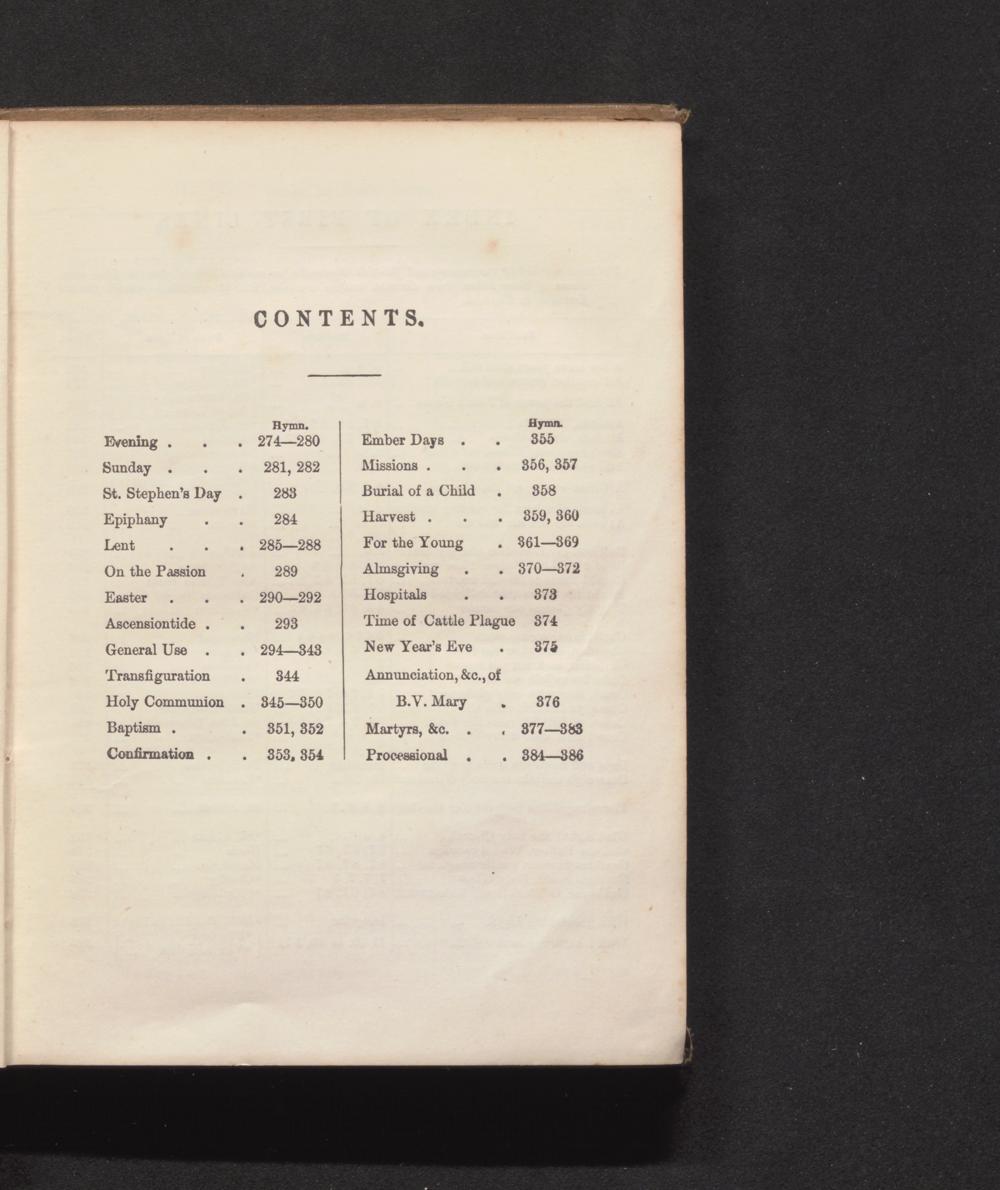 CONTENTS.
Hymn.
Evening . . . 274—280
Sunday . . . 281, 282
St. Stephen's Day . 283
Epiphany . . 284
Lent . . . 285—288
On the Passion . 289
Easter . . . 290—292
Ascensiontide . . 293
General Use . . 294—343
Transfiguration . 344
Holy Communion . 345—350
Baptism . . 351, 352
Confirmation . . 353, 354
Hymn.
Ember Days . . 355
Missions . . . 356, 357
Burial of a Child . 358
Harvest . . . 359, 360
For the Young . 361—369
Almsgiving . . 370—372
Hospitals . . 373
Time of Cattle Plague 374
New Year's Eve . 375
Annunciation, &c., of
B.V. Mary . 376
Martyrs, &c. . . 377—383
Processional . . 384—386